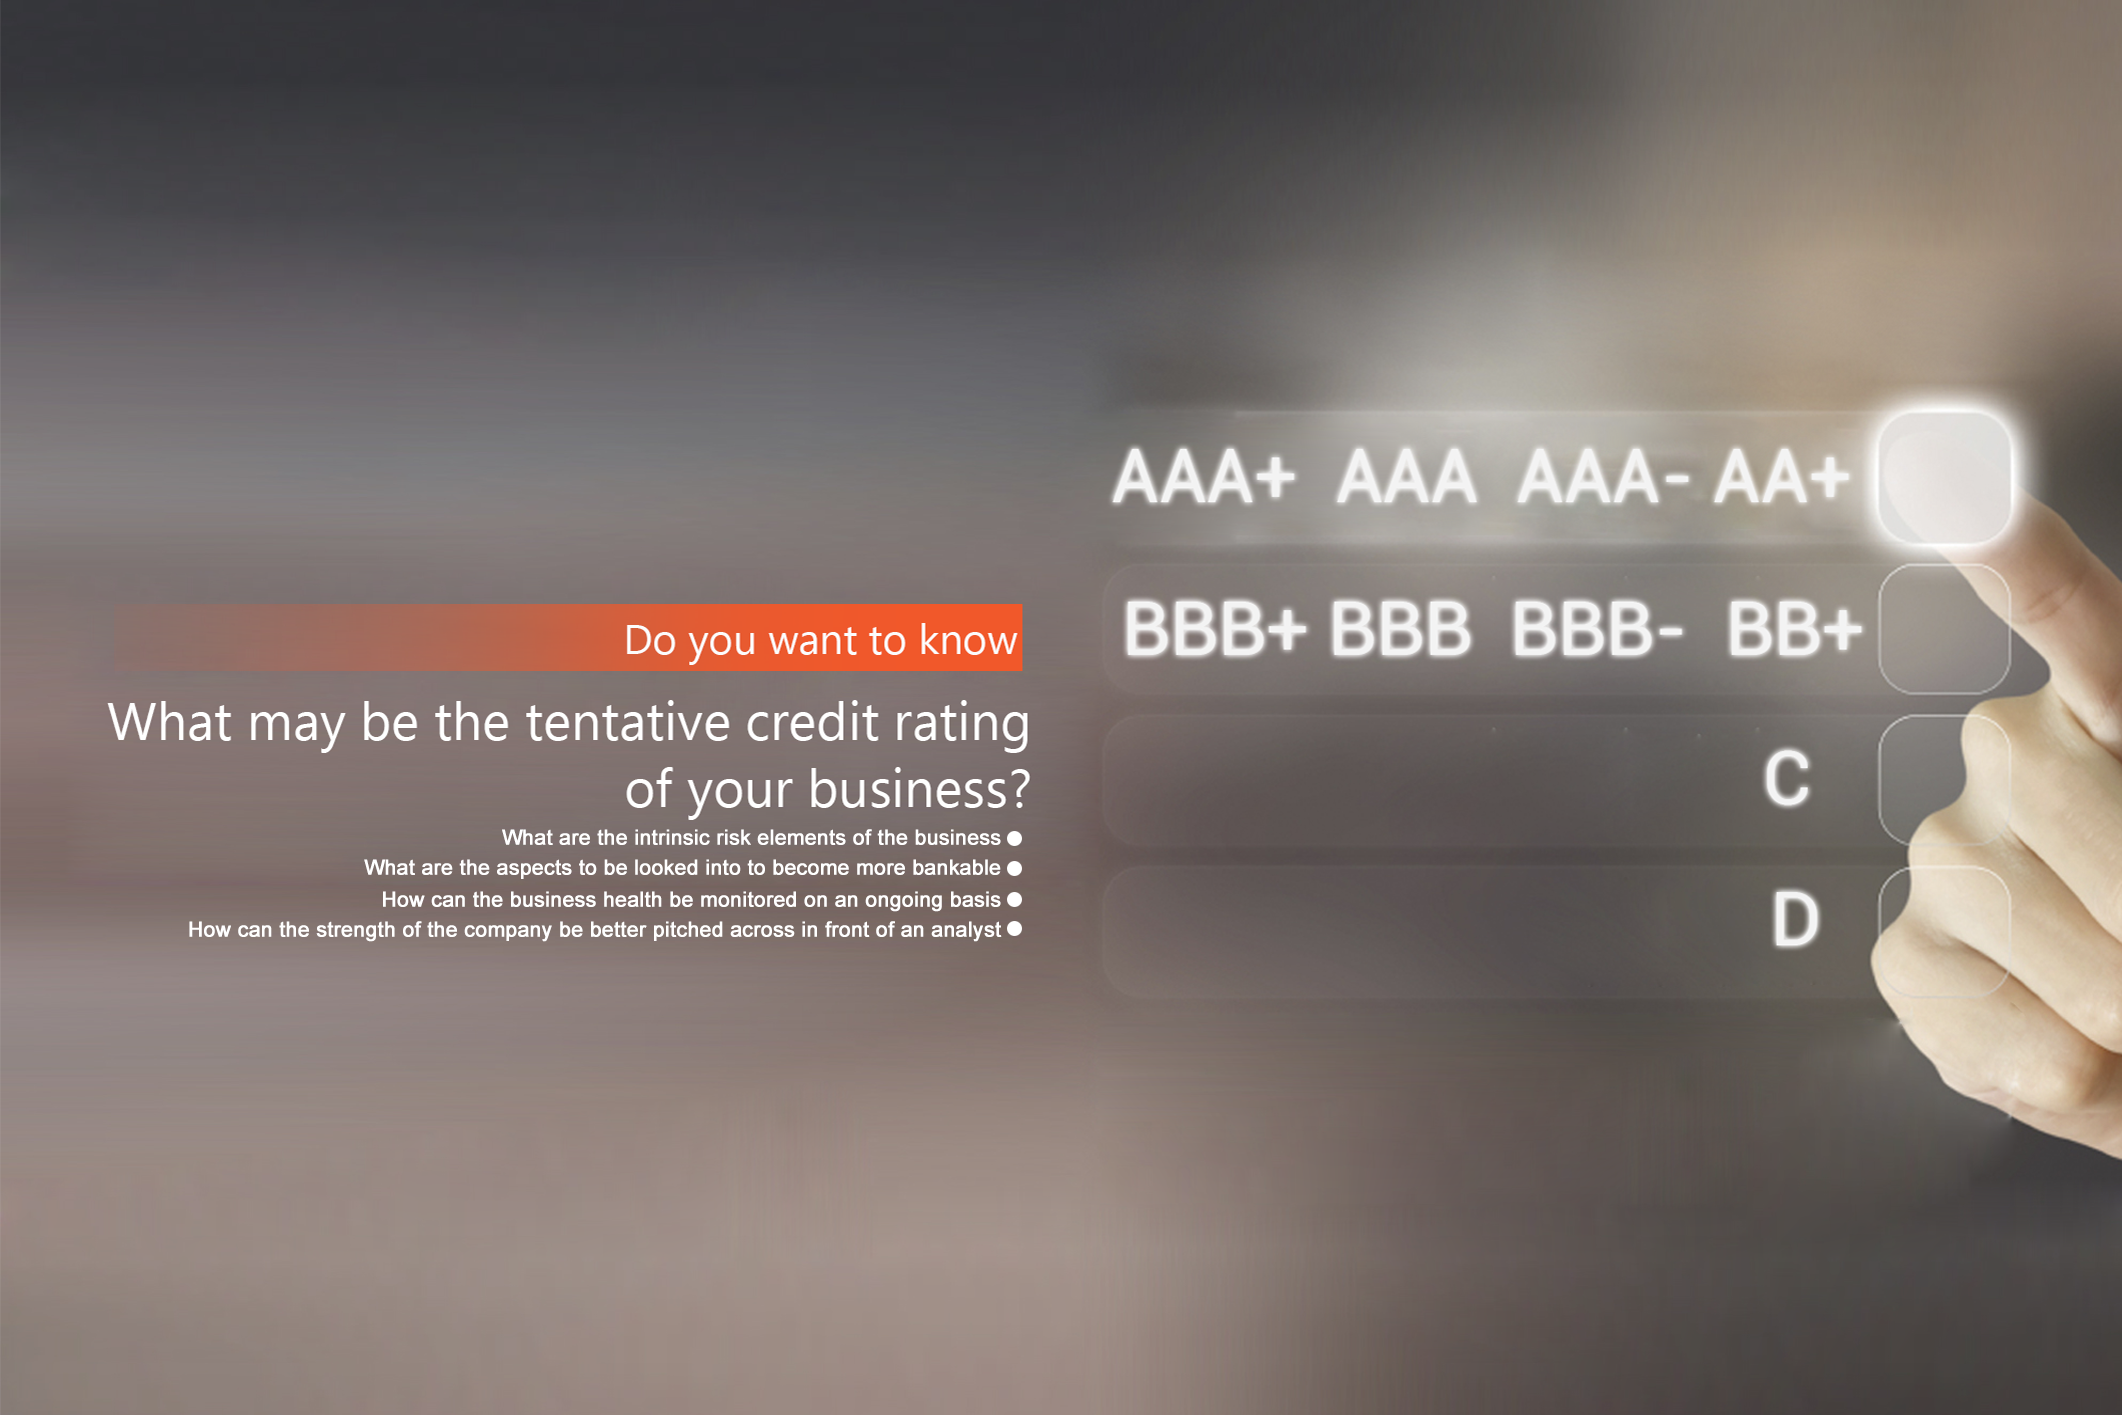 Do you want to know
What may be the tentative credit rating
of your business?
What are the intrinsic risk elements of the business ●
What are the aspects to be looked into to become more bankable ●
How can the business health be monitored on an ongoing basis ●
How can the strength of the company be better pitched across in front of an analyst ●
AAA+ AAA AAA- AA+
BBB+ BBB BBB- BB+
C
D